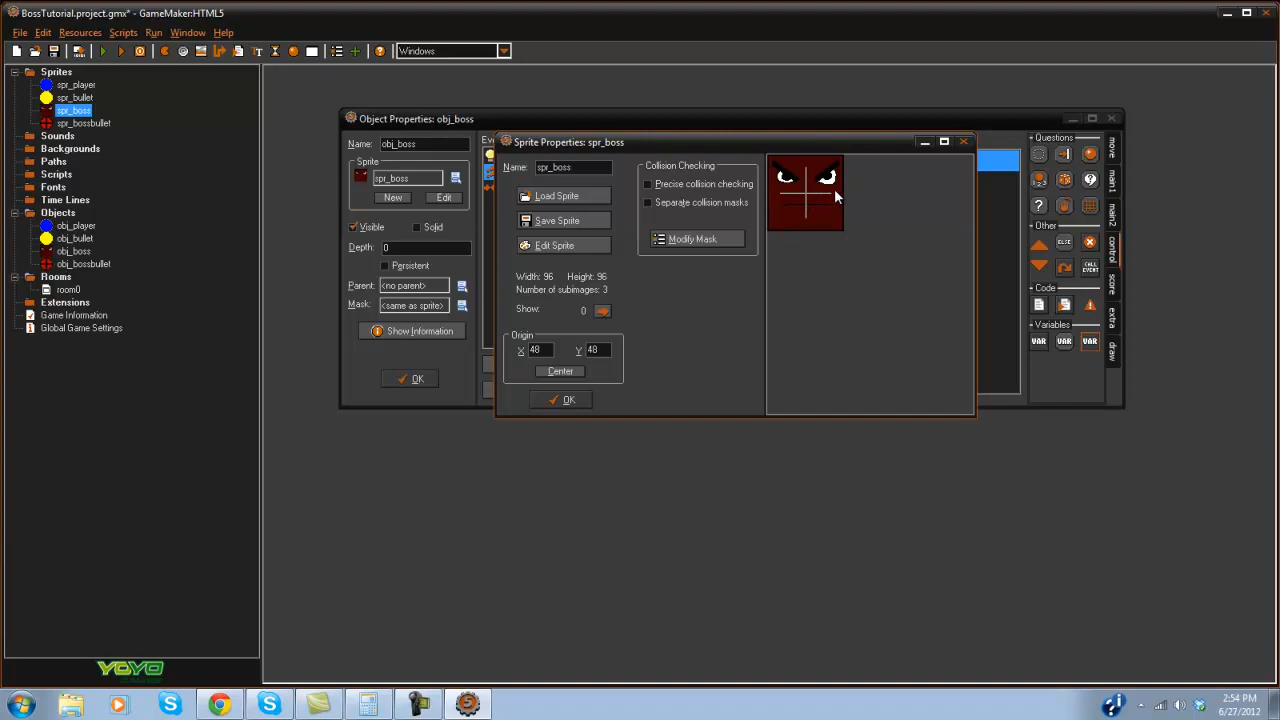 BossTutorial.project.gmx* - GameMaker:HTML5
File Edit Resources Scripts Run Window Help
Windows
Sprites
spr_player
spr_bullet
spr_boss
spr_bossbullet
Sounds
Backgrounds
Paths
Scripts
Fonts
Time Lines
Objects
obj_player
obj_bullet
obj_boss
obj_bossbullet
Rooms
room0
Extensions
Game Information
Global Game Settings
YOYO
GAMES
Object Properties: obj_boss
Name: obj_boss
Sprite
spr_boss
New Edit
Visible Solid
Depth: 0
Persistent
Parent: <no parent>
Mask: <same as sprite>
Show Information
OK
Sprite Properties: spr_boss
Name: spr_boss
Load Sprite
Save Sprite
Edit Sprite
Width: 96 Height: 96
Number of subimages: 3
Show: 0
Origin
X 48 Y 48
Center
OK
Collision Checking
Precise collision checking
Separate collision masks
Modify Mask
Questions
Other
ELSE
CALL EVENT
Code
Variables
VAR VAR VAR
move
main1
main2
control
score
extra
draw
2:54 PM
6/27/2012